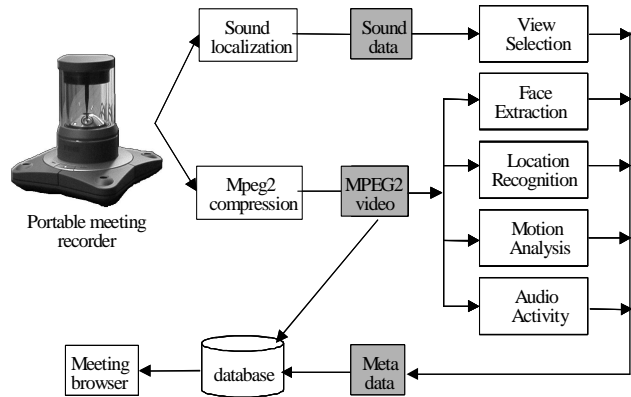 Sound
localization
Sound
data
View
Selection
Face
Extraction
Location
Recognition
Motion
Analysis
Audio
Activity
Mpeg2
compression
MPEG2
video
Portable meeting
recorder
Meeting
browser
database
Meta
data